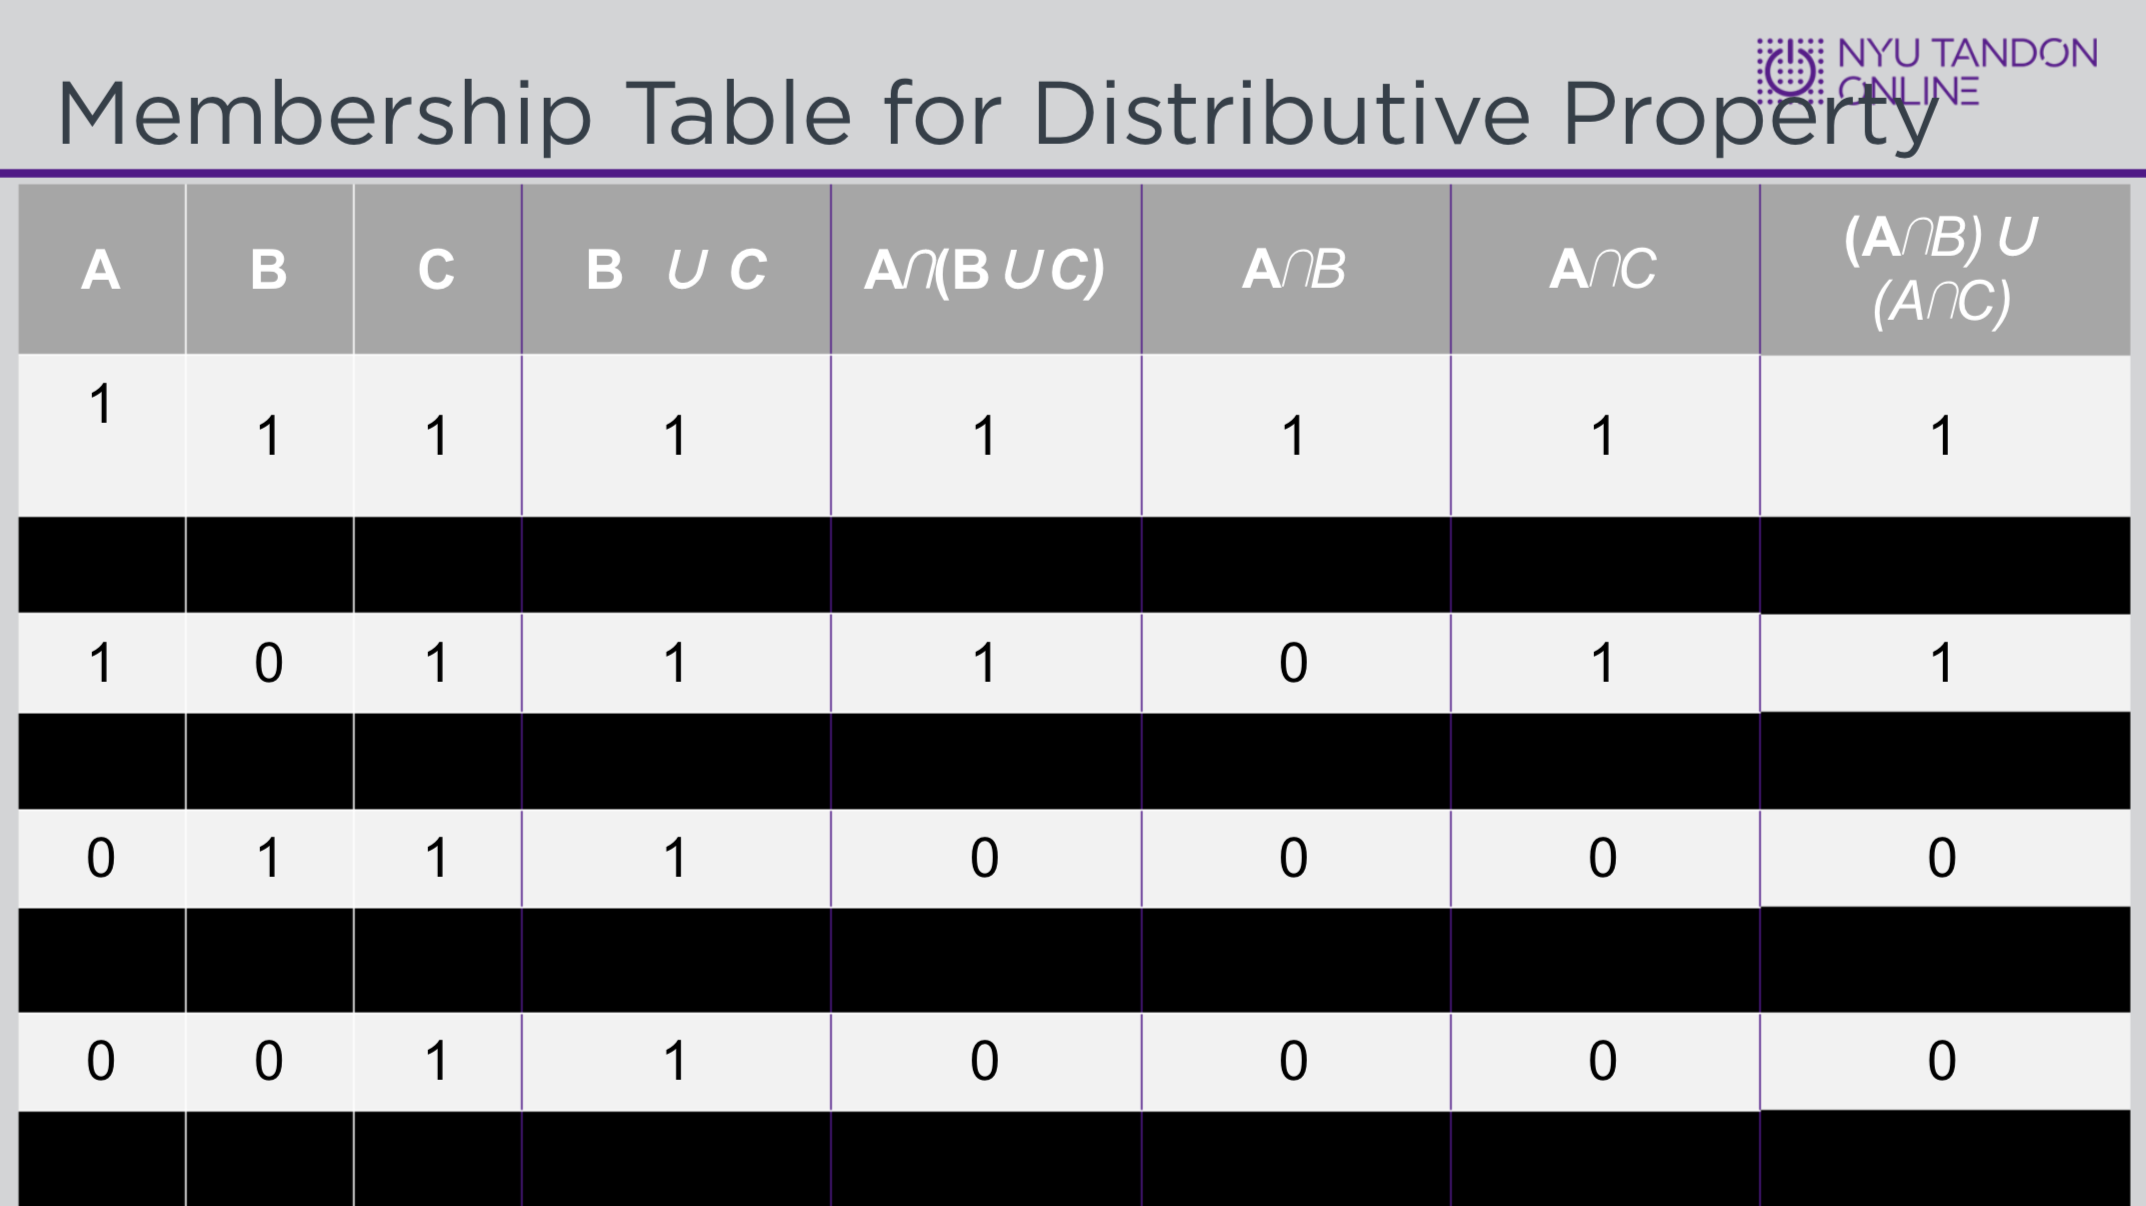 NYU TANDON
ONLINE
Membership Table for Distributive Property
A B C B ∪ C A∩(B ∪ C) A∩B A∩C (A∩B) ∪
(A∩C)
1 1 1 1 1 1 1 1
1 0 1 1 1 0 1 1
0 1 1 1 0 0 0 0
0 0 1 1 0 0 0 0